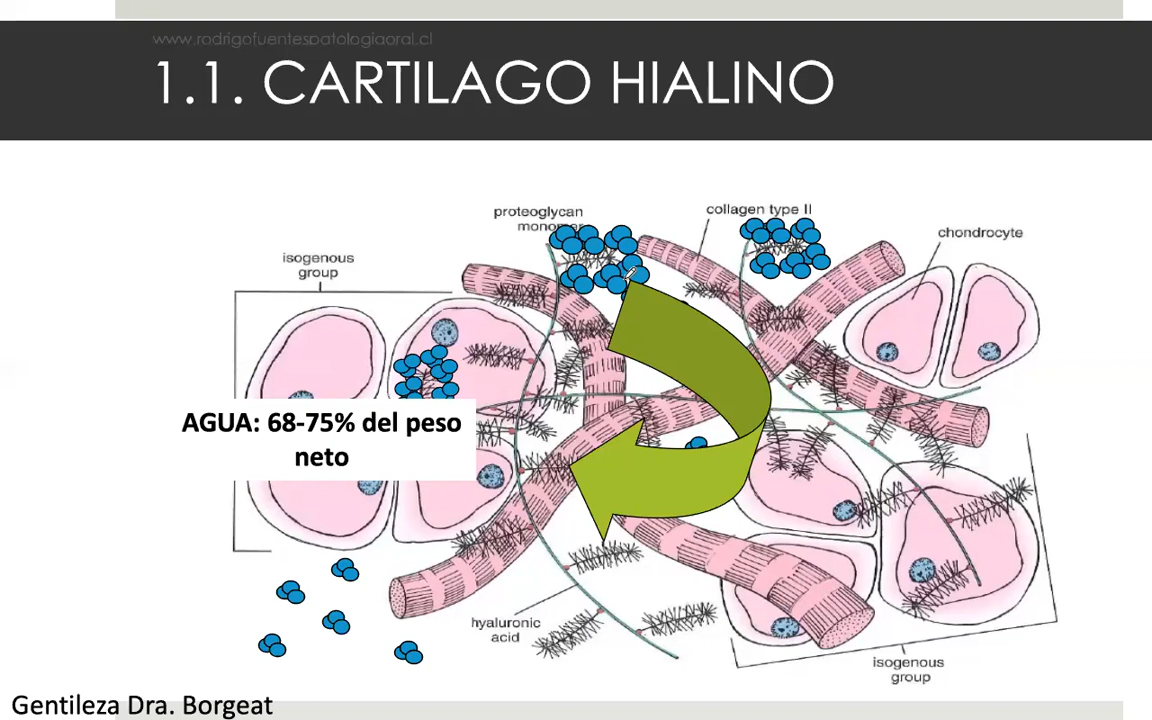 www.rodrigofuentespatologiaoral.cl
1.1. CARTILAGO HIALINO
proteoglycan
monomer
collagen type II
chondrocyte
isogenous
group
AGUA: 68-75% del peso
neto
hyaluronic
acid
isogenous
group
Gentileza Dra. Borgeat